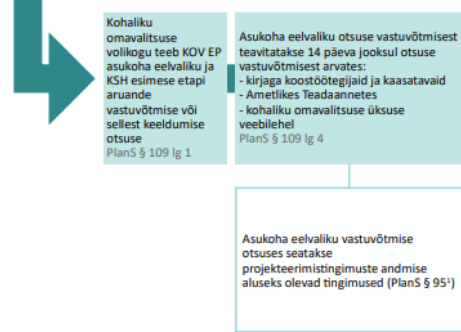 Kohaliku
omavalitsuse
volikogu teeb KOV EP
asukoha eelvaliku ja
KSH esimese etapi
aruande
vastuvõtmise või
sellest keeldumise
otsuse
PlanS § 109 lg 1
Asukoha eelvaliku otsuse vastuvõtmisest
teavitatakse 14 päeva jooksul otsuse
vastuvõtmisest arvates:
- kirjaga koostöötegijaid ja kaasatavaid
- Ametlikes Teadaannetes
- kohaliku omavalitsuse üksuse
veebilehel
PlanS § 109 lg 4
Asukoha eelvaliku vastuvõtmise
otsuses seatakse
projekteerimistingimuste andmise
aluseks olevad tingimused (PlanS § 95¹)